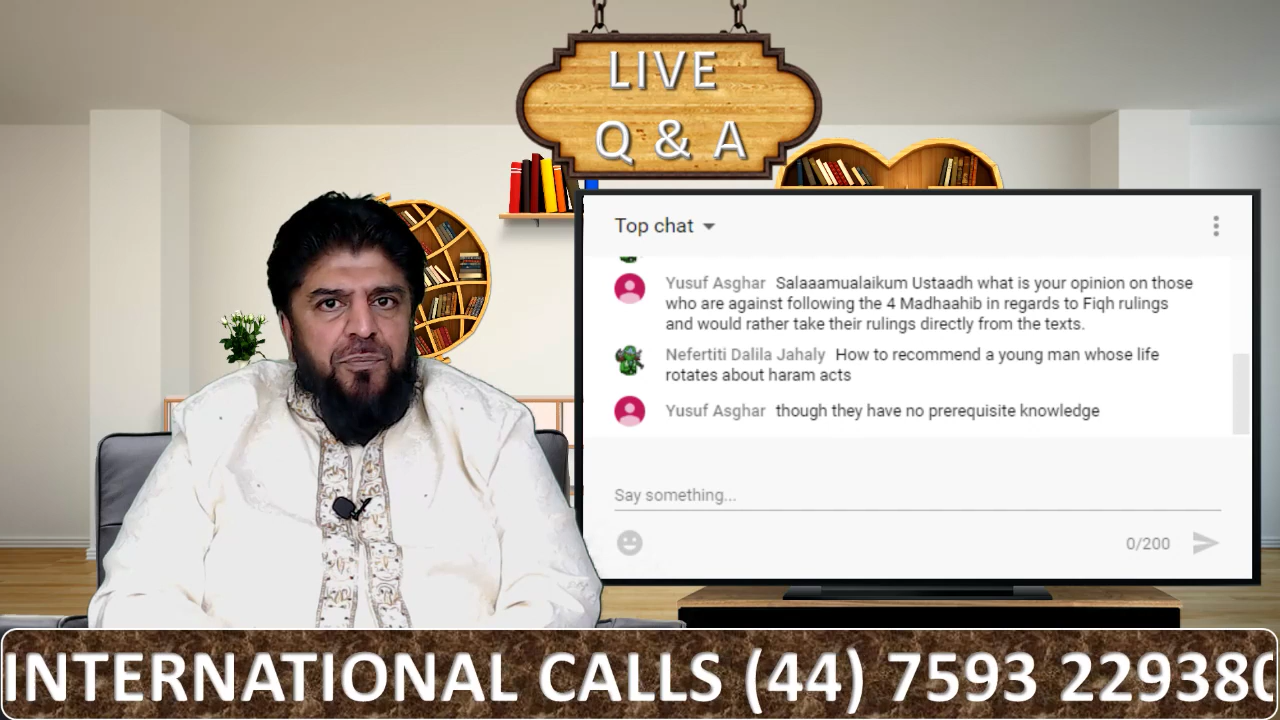 LIVE
Q & A
Top chat
Yusuf Asghar Salaaamualaikum Ustaadh what is your opinion on those
who are against following the 4 Madhaahib in regards to Fiqh rulings
and would rather take their rulings directly from the texts.
Nefertiti Dalila Jahaly How to recommend a young man whose life
rotates about haram acts
Yusuf Asghar though they have no prerequisite knowledge
Say something...
0/200
INTERNATIONAL CALLS (44) 7593 229380